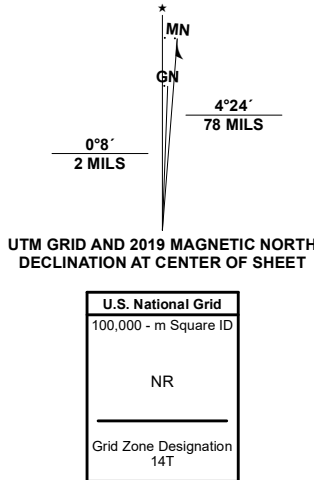 ★
MN
GN
4°24´
78 MILS
0°8´
2 MILS
UTM GRID AND 2019 MAGNETIC NORTH
DECLINATION AT CENTER OF SHEET
U.S. National Grid
100,000 - m Square ID
NR
Grid Zone Designation
14T